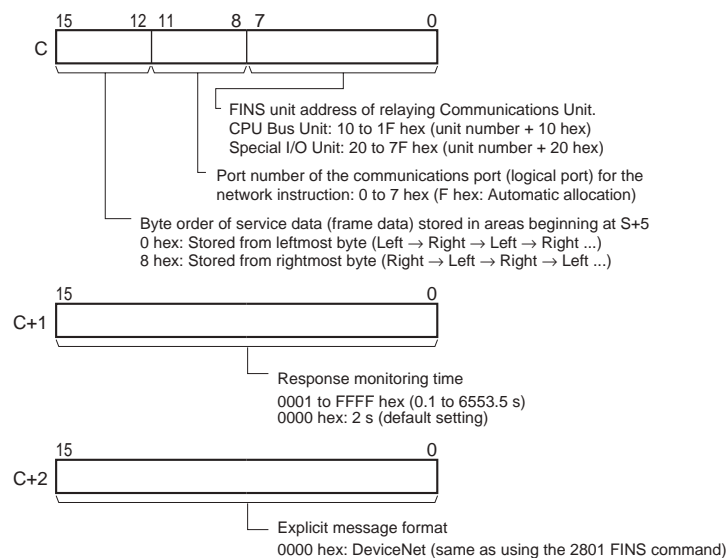 15 12 11 8 7 0
C
FINS unit address of relaying Communications Unit.
CPU Bus Unit: 10 to 1F hex (unit number + 10 hex)
Special I/O Unit: 20 to 7F hex (unit number + 20 hex)
Port number of the communications port (logical port) for the
network instruction: 0 to 7 hex (F hex: Automatic allocation)
Byte order of service data (frame data) stored in areas beginning at S+5
0 hex: Stored from leftmost byte (Left → Right → Left → Right ...)
8 hex: Stored from rightmost byte (Right → Left → Right → Left ...)
15 0
C+1
Response monitoring time
0001 to FFFF hex (0.1 to 6553.5 s)
0000 hex: 2 s (default setting)
15 0
C+2
Explicit message format
0000 hex: DeviceNet (same as using the 2801 FINS command)